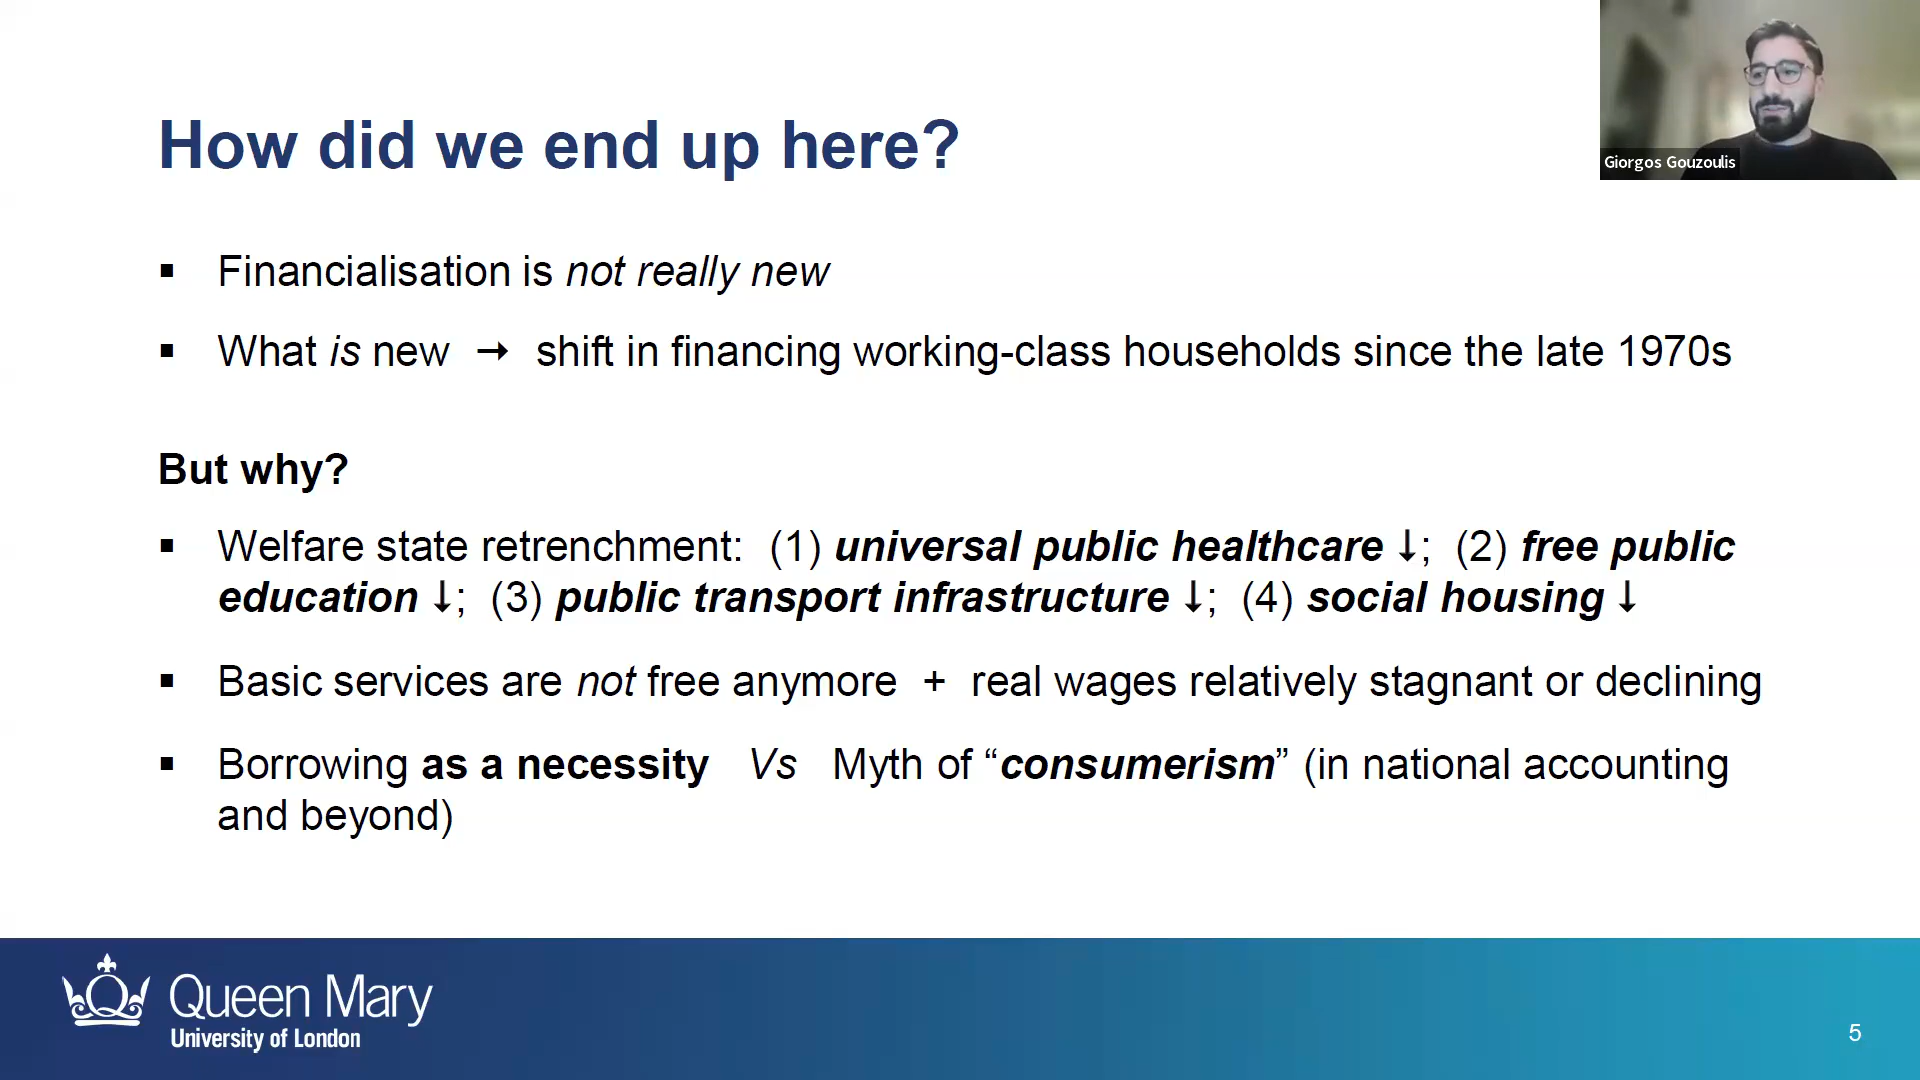 How did we end up here?
Giorgos Gouzoulis
▪ Financialisation is not really new
▪ What is new → shift in financing working-class households since the late 1970s
But why?
▪ Welfare state retrenchment: (1) universal public healthcare ↓; (2) free public
education ↓; (3) public transport infrastructure ↓; (4) social housing ↓
▪ Basic services are not free anymore + real wages relatively stagnant or declining
▪ Borrowing as a necessity Vs Myth of “consumerism” (in national accounting
and beyond)
Queen Mary
University of London
5